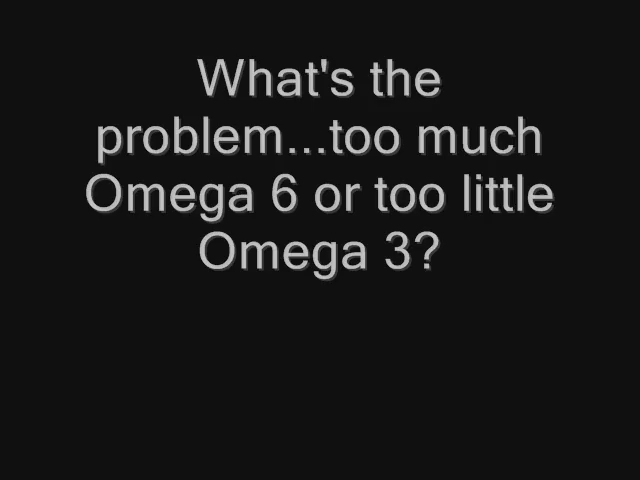 What's the
problem...too much
Omega 6 or too little
Omega 3?